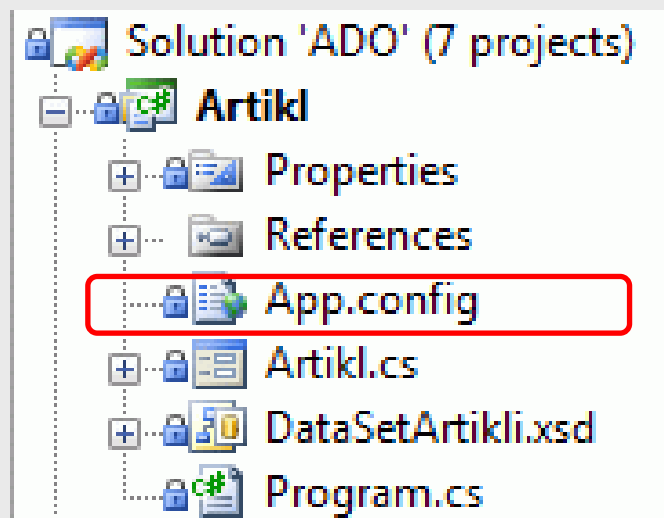 Solution 'ADO' (7 projects)
C# Artikl
Properties
References
App.config
Artikl.cs
DataSetArtikli.xsd
C# Program.cs